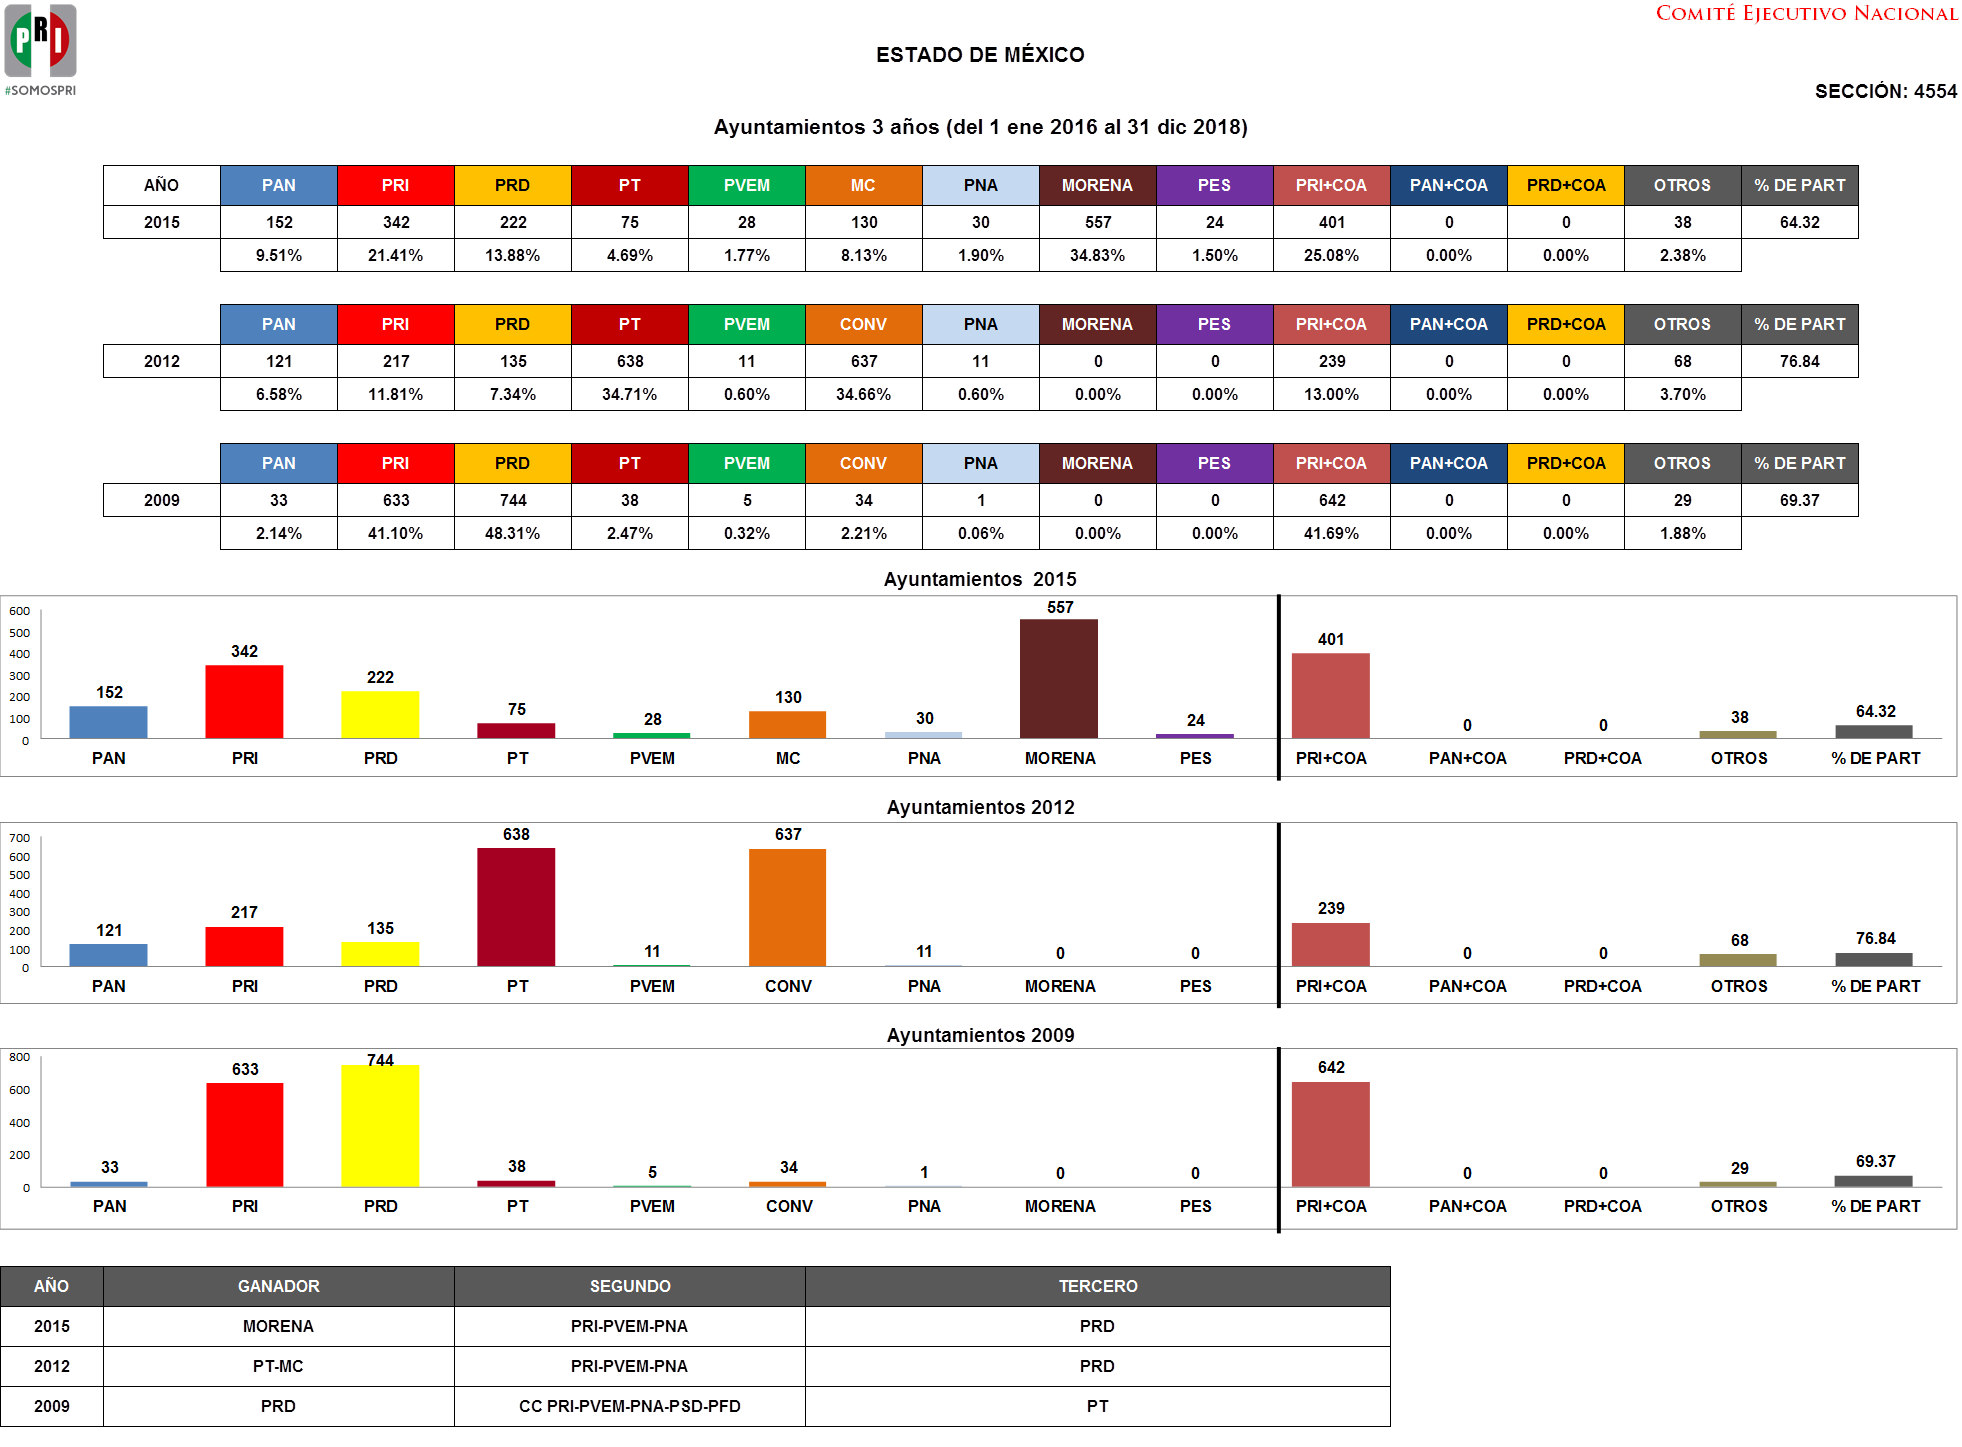 PRI
#SOMOSPRI
COMITÉ EJECUTIVO NACIONAL
ESTADO DE MÉXICO
SECCIÓN: 4554
Ayuntamientos 3 años (del 1 ene 2016 al 31 dic 2018)
AÑO PAN PRI PRD PT PVEM MC PNA MORENA PES PRI+COA PAN+COA PRD+COA OTROS % DE PART
2015 152 342 222 75 28 130 30 557 24 401 0 0 38 64.32
9.51% 21.41% 13.88% 4.69% 1.77% 8.13% 1.90% 34.83% 1.50% 25.08% 0.00% 0.00% 2.38%
PAN PRI PRD PT PVEM CONV PNA MORENA PES PRI+COA PAN+COA PRD+COA OTROS % DE PART
2012 121 217 135 638 11 637 11 0 0 239 0 0 68 76.84
6.58% 11.81% 7.34% 34.71% 0.60% 34.66% 0.60% 0.00% 0.00% 13.00% 0.00% 0.00% 3.70%
PAN PRI PRD PT PVEM CONV PNA MORENA PES PRI+COA PAN+COA PRD+COA OTROS % DE PART
2009 33 633 744 38 5 34 1 0 0 642 0 0 29 69.37
2.14% 41.10% 48.31% 2.47% 0.32% 2.21% 0.06% 0.00% 0.00% 41.69% 0.00% 0.00% 1.88%
Ayuntamientos 2015
600
500
400
300
200
100
0
152 342 222 75 28 130 30 557 24 401 0 0 38 64.32
PAN PRI PRD PT PVEM MC PNA MORENA PES PRI+COA PAN+COA PRD+COA OTROS % DE PART
Ayuntamientos 2012
700
600
500
400
300
200
100
0
121 217 135 638 11 637 11 0 0 239 0 0 68 76.84
PAN PRI PRD PT PVEM CONV PNA MORENA PES PRI+COA PAN+COA PRD+COA OTROS % DE PART
Ayuntamientos 2009
800
600
400
200
0
33 633 744 38 5 34 1 0 0 642 0 0 29 69.37
PAN PRI PRD PT PVEM CONV PNA MORENA PES PRI+COA PAN+COA PRD+COA OTROS % DE PART
AÑO GANADOR SEGUNDO TERCERO
2015 MORENA PRI-PVEM-PNA PRD
2012 PT-MC PRI-PVEM-PNA PRD
2009 PRD CC PRI-PVEM-PNA-PSD-PFD PT